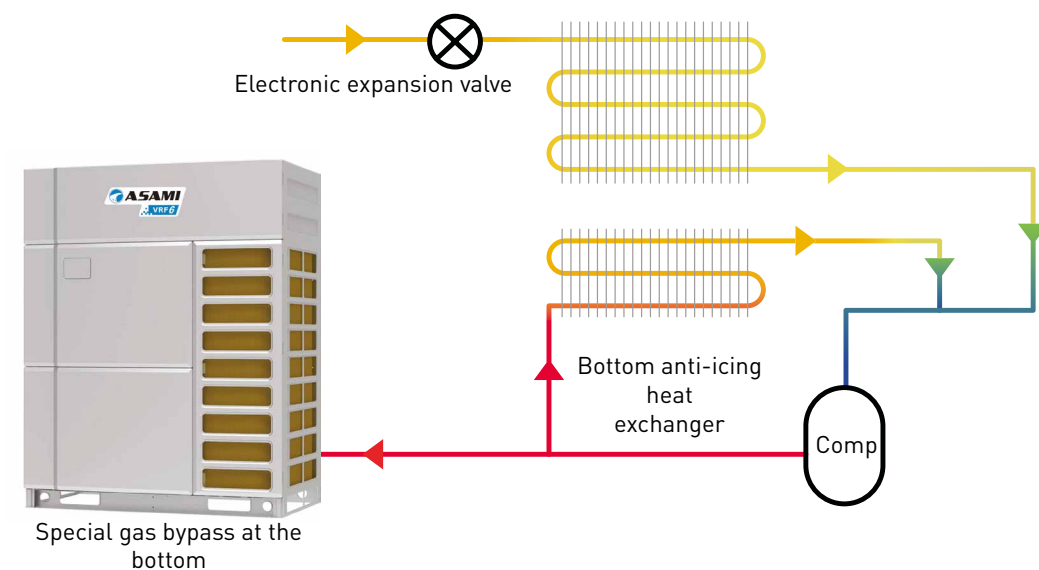 Electronic expansion valve
ASAMI
VRF6
Bottom anti-icing
heat
exchanger
Comp
Special gas bypass at the
bottom